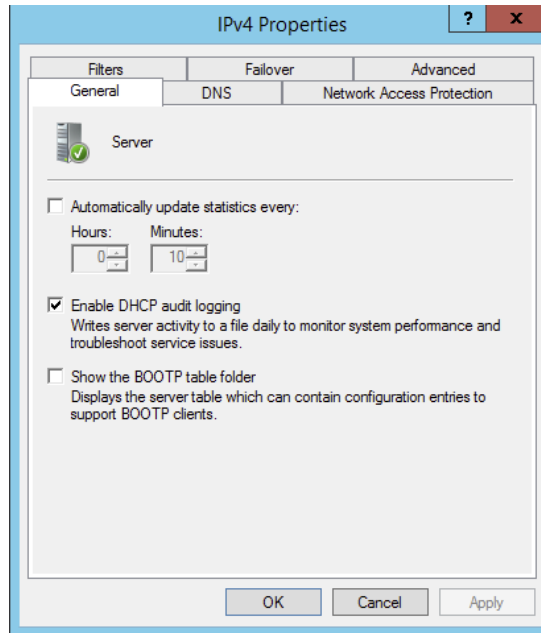 IPv4 Properties
? x
Filters Failover Advanced
General DNS Network Access Protection
Server
Automatically update statistics every:
Hours: Minutes:
0 10
Enable DHCP audit logging
Writes server activity to a file daily to monitor system performance and
troubleshoot service issues.
Show the BOOTP table folder
Displays the server table which can contain configuration entries to
support BOOTP clients.
OK Cancel Apply